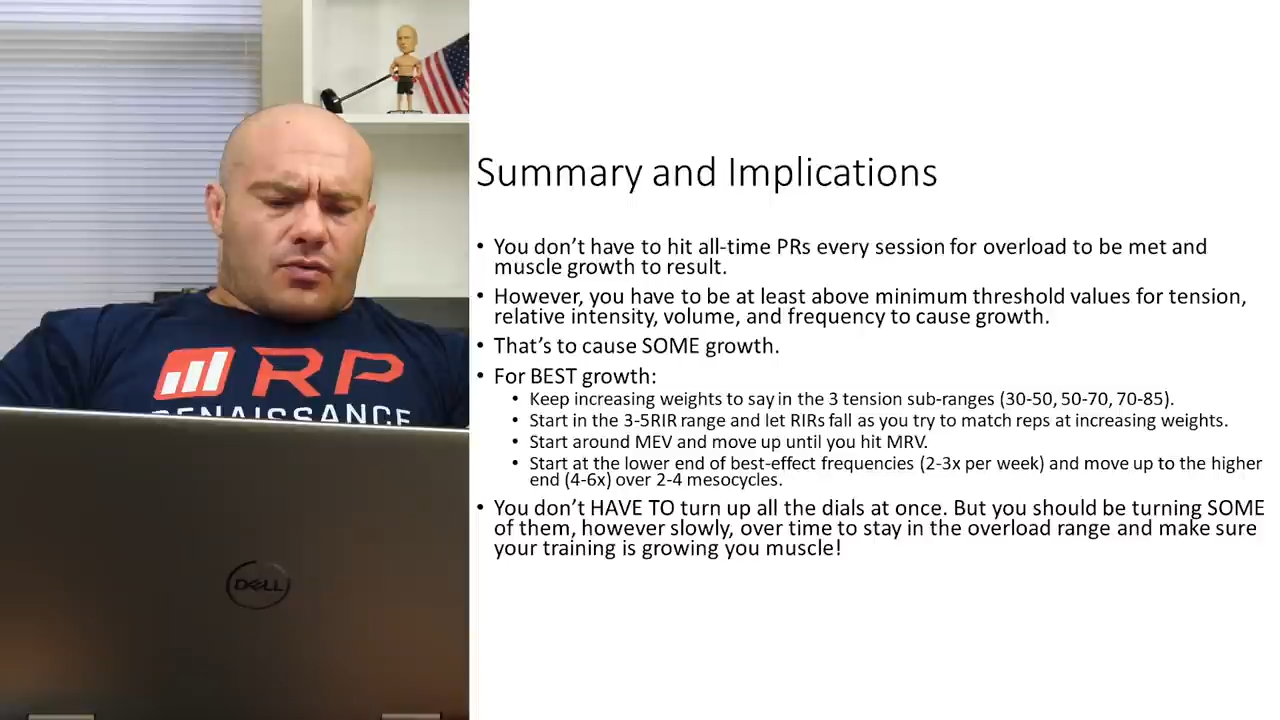 RP
RENAISSANCE
DELL
Summary and Implications
• You don't have to hit all-time PRs every session for overload to be met and
muscle growth to result.
• However, you have to be at least above minimum threshold values for tension,
relative intensity, volume, and frequency to cause growth.
• That's to cause SOME growth.
• For BEST growth:
• Keep increasing weights to say in the 3 tension sub-ranges (30-50, 50-70, 70-85).
• Start in the 3-5RIR range and let RIRs fall as you try to match reps at increasing weights.
• Start around MEV and move up until you hit MRV.
• Start at the lower end of best-effect frequencies (2-3x per week) and move up to the higher
end (4-6x) over 2-4 mesocycles.
• You don't HAVE TO turn up all the dials at once. But you should be turning SOME
of them, however slowly, over time to stay in the overload range and make sure
your training is growing you muscle!